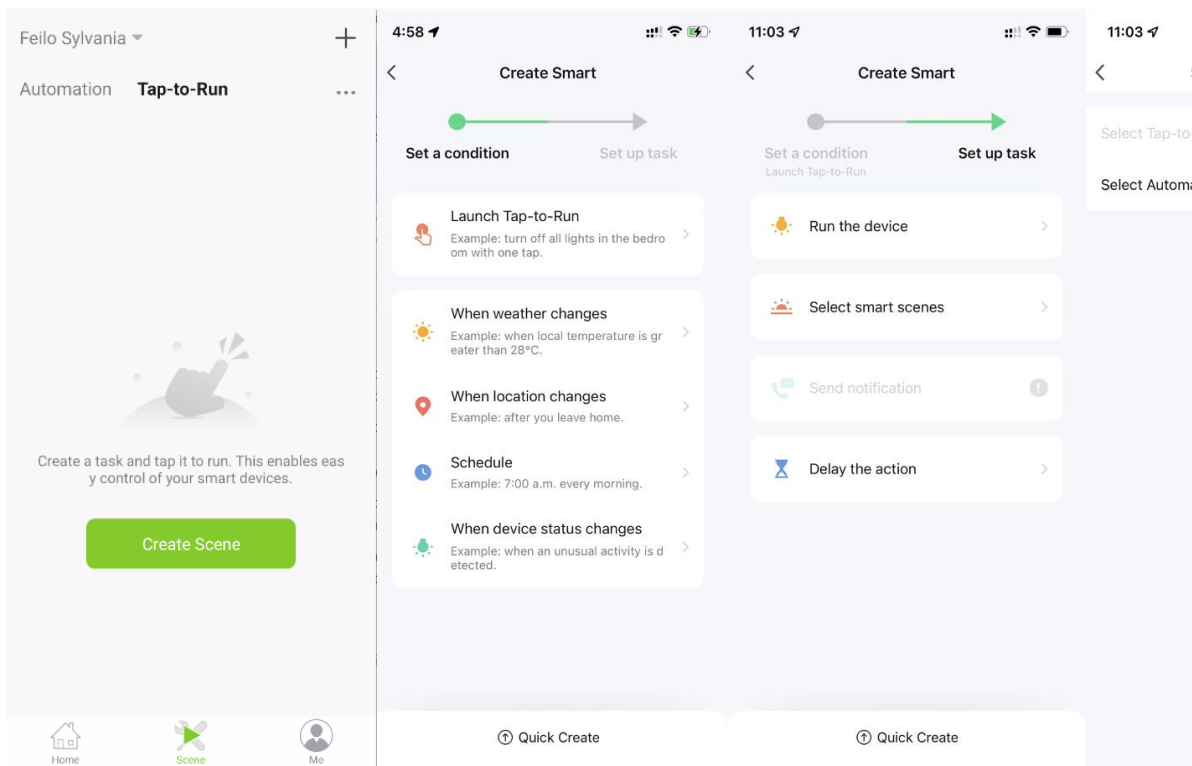 Feilo Sylvania
Automation Tap-to-Run
Create a task and tap it to run. This enables eas
y control of your smart devices.
Create Scene
Home
Scene
Me
4:58
Create Smart
Set a condition
Set up task
Launch Tap-to-Run
Example: turn off all lights in the bedro
om with one tap.
When weather changes
Example: when local temperature is gr
eater than 28°C.
When location changes
Example: after you leave home.
Schedule
Example: 7:00 a.m. every morning.
When device status changes
Example: when an unusual activity is d
etected.
Quick Create
11:03
Create Smart
Set a condition
Launch Tap-to-Run
Set up task
Run the device
Select smart scenes
Send notification
Delay the action
Quick Create
11:03
Select Tap-to
Select Automa